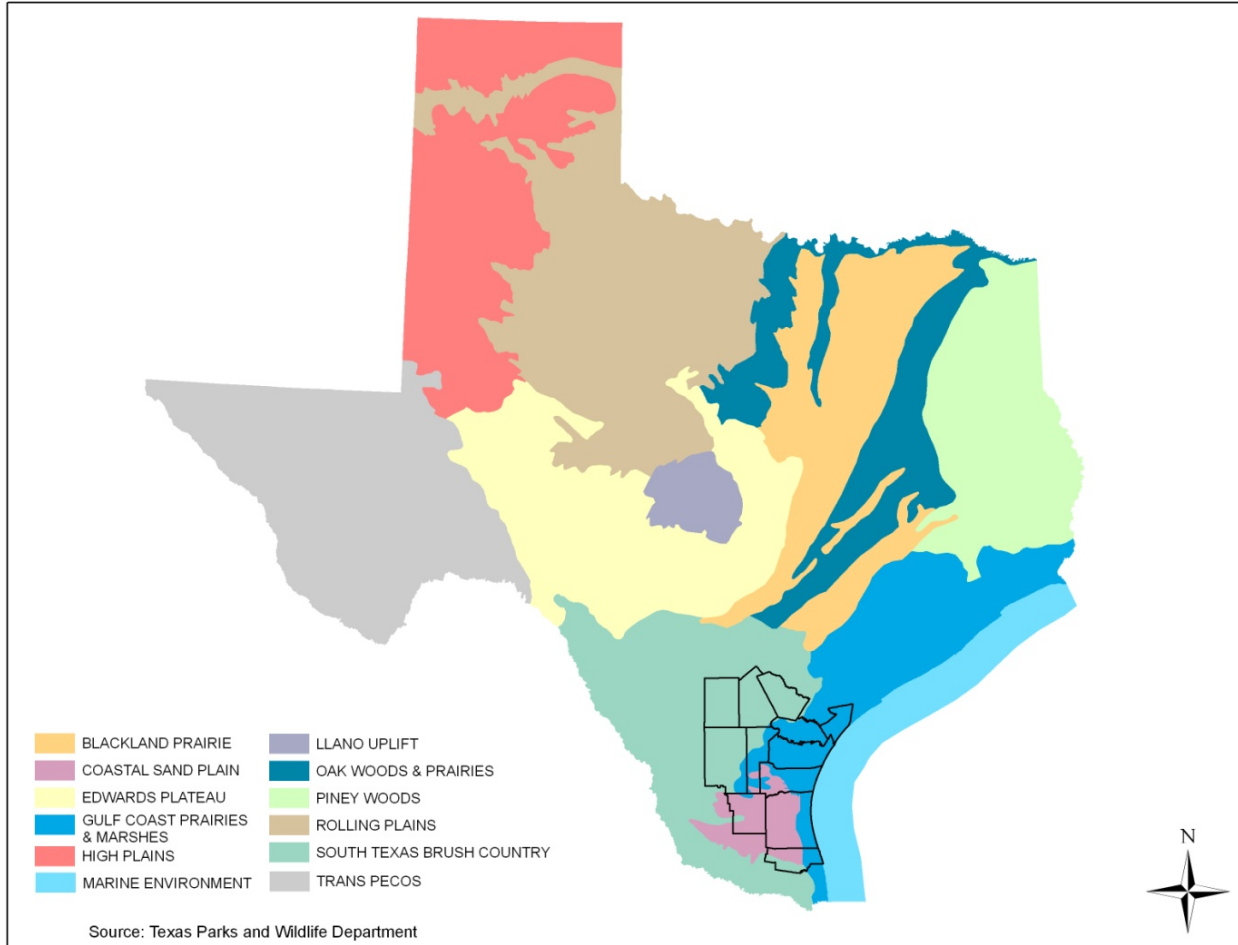 BLACKLAND PRAIRIE
COASTAL SAND PLAIN
EDWARDS PLATEAU
GULF COAST PRAIRIES
& MARSHES
HIGH PLAINS
MARINE ENVIRONMENT
LLANO UPLIFT
OAK WOODS & PRAIRIES
PINEY WOODS
ROLLING PLAINS
SOUTH TEXAS BRUSH COUNTRY
TRANS PECOS
N
Source: Texas Parks and Wildlife Department